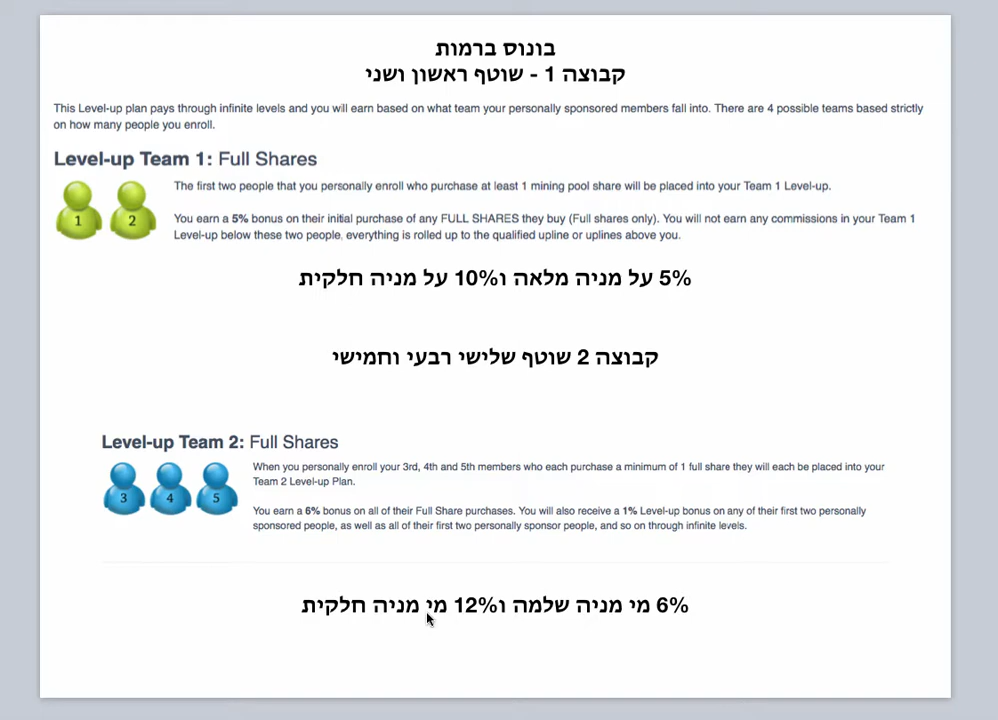 בונוס ברמות
קבוצה 1 - שוטף ראשון ושני
This Level-up plan pays through infinite levels and you will earn based on what team your personally sponsored members fall into. There are 4 possible teams based strictly
on how many people you enroll.
Level-up Team 1: Full Shares
The first two people that you personally enroll who purchase at least 1 mining pool share will be placed into your Team 1 Level-up.
1 2
You earn a 5% bonus on their initial purchase of any FULL SHARES they buy (Full shares only). You will not earn any commissions in your Team 1
Level-up below these two people, everything is rolled up to the qualified upline or uplines above you.
5% על מניה מלאה ו10% על מניה חלקית
קבוצה 2 שוטף שלישי רבעי וחמישי
Level-up Team 2: Full Shares
When you personally enroll your 3rd, 4th and 5th members who each purchase a minimum of 1 full share they will each be placed into your
Team 2 Level-up Plan.
3 4 5
You earn a 6% bonus on all of their Full Share purchases. You will also receive a 1% Level-up bonus on any of their first two personally
sponsored people, as well as all of their first two personally sponsor people, and so on through infinite levels.
6% מי מניה שלמה ו12% מי מניה חלקית